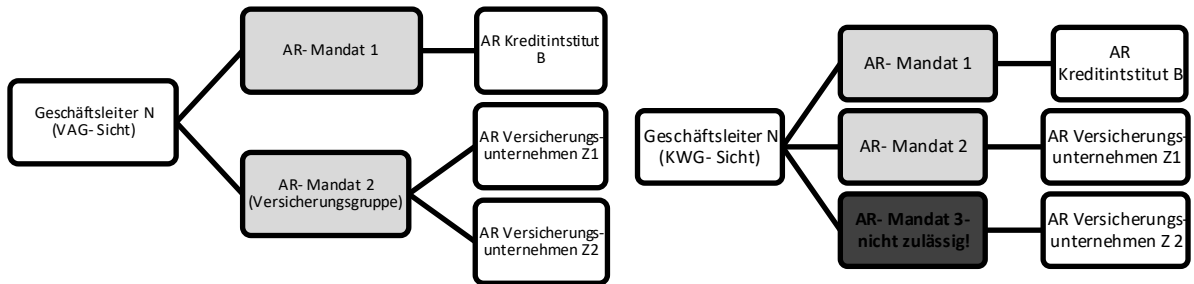 Geschäftsleiter N
(VAG- Sicht)
AR- Mandat 1
AR Kreditintstitut
B
AR- Mandat 2
(Versicherungsgruppe)
AR Versicherungs-
unternehmen Z1
AR Versicherungs-
unternehmen Z2
Geschäftsleiter N
(KWG- Sicht)
AR- Mandat 1
AR
Kreditintstitut B
AR- Mandat 2
AR Versicherungs-
unternehmen Z1
AR- Mandat 3-
nicht zulässig!
AR Versicherungs-
unternehmen Z 2